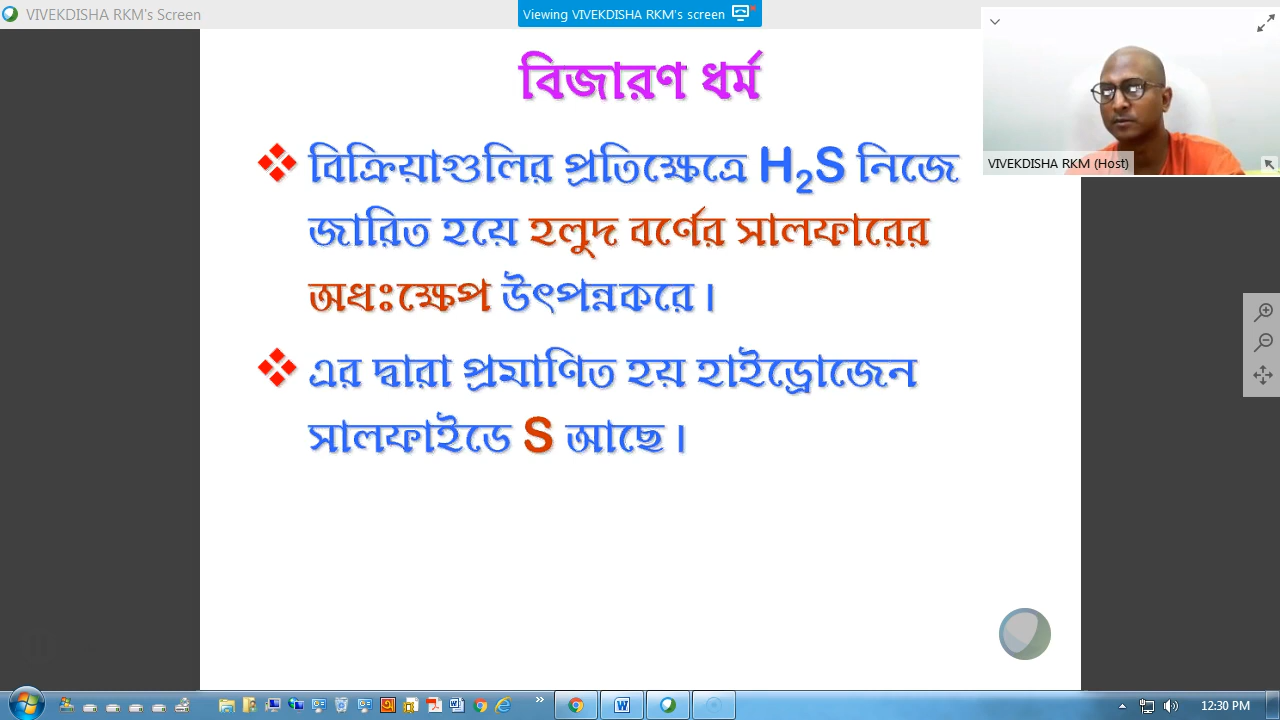 VIVEKDISHA RKM's Screen
Viewing VIVEKDISHA RKM's screen
বিজারণ ধর্ম
বিক্রিয়াগুলির প্রতিক্ষেত্রে H₂S নিজে
জারিত হয়ে হলুদ বর্ণের সালফারের
অধঃক্ষেপ উৎপন্নকরে।
এর দ্বারা প্রমাণিত হয় হাইড্রোজেন
সালফাইডে S আছে।
VIVEKDISHA RKM (Host)
12:30 PM